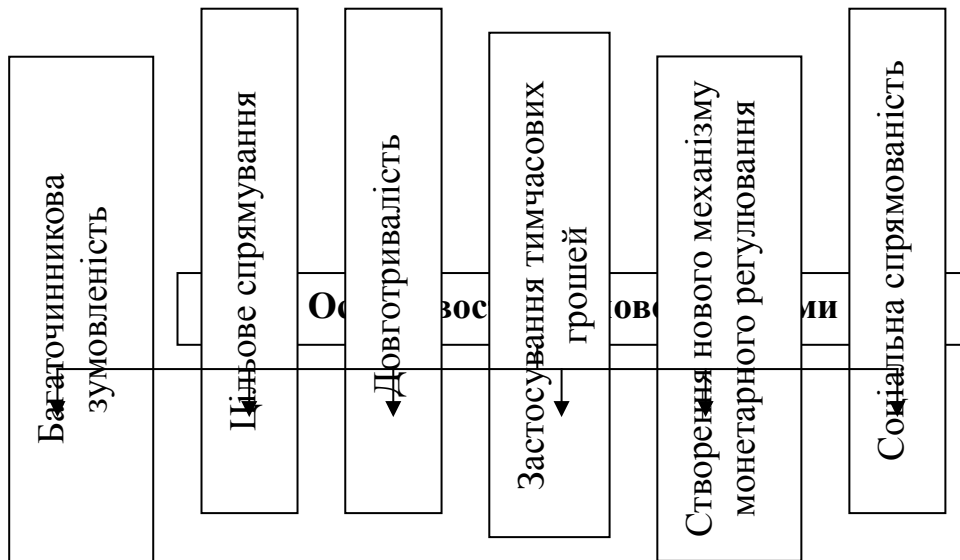 Багаточинникова
зумовленість
Цільове спрямування
Довготривалість
Застосування тимчасових
грошей
Створення нового механізму
монетарного регулювання
Соціальна спрямованість